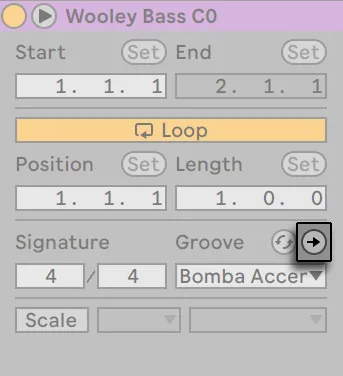 Wooley Bass C0
Start Set End Set
1. 1. 1 2. 1. 1
Loop
Position Set Length Set
1. 1. 1 1. 0. 0
Signature Groove
4 / 4 Bomba Accer
Scale